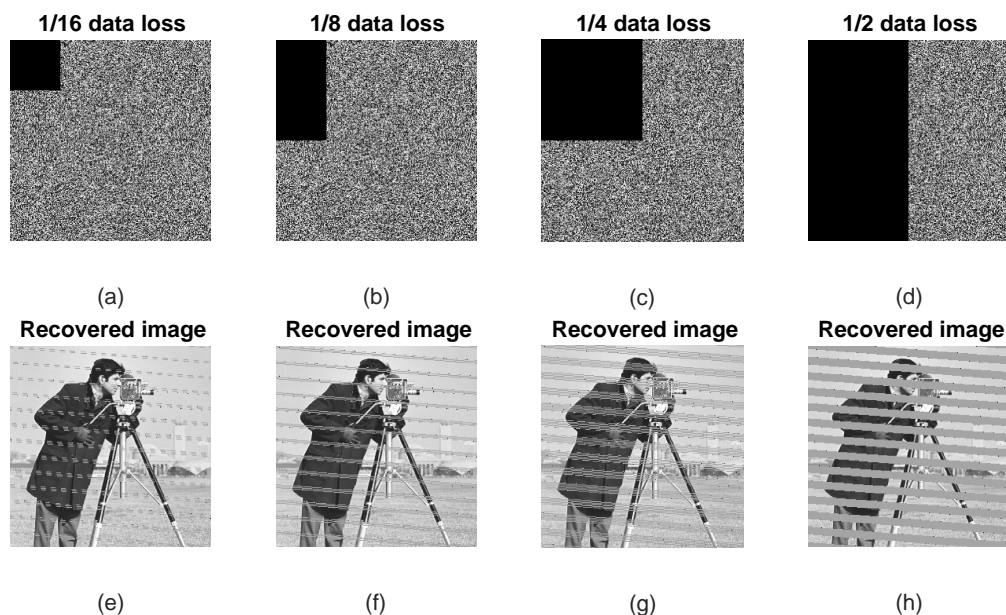 1/16 data loss 1/8 data loss 1/4 data loss 1/2 data loss
(a) (b) (c) (d)
Recovered image Recovered image Recovered image Recovered image
(e) (f) (g) (h)